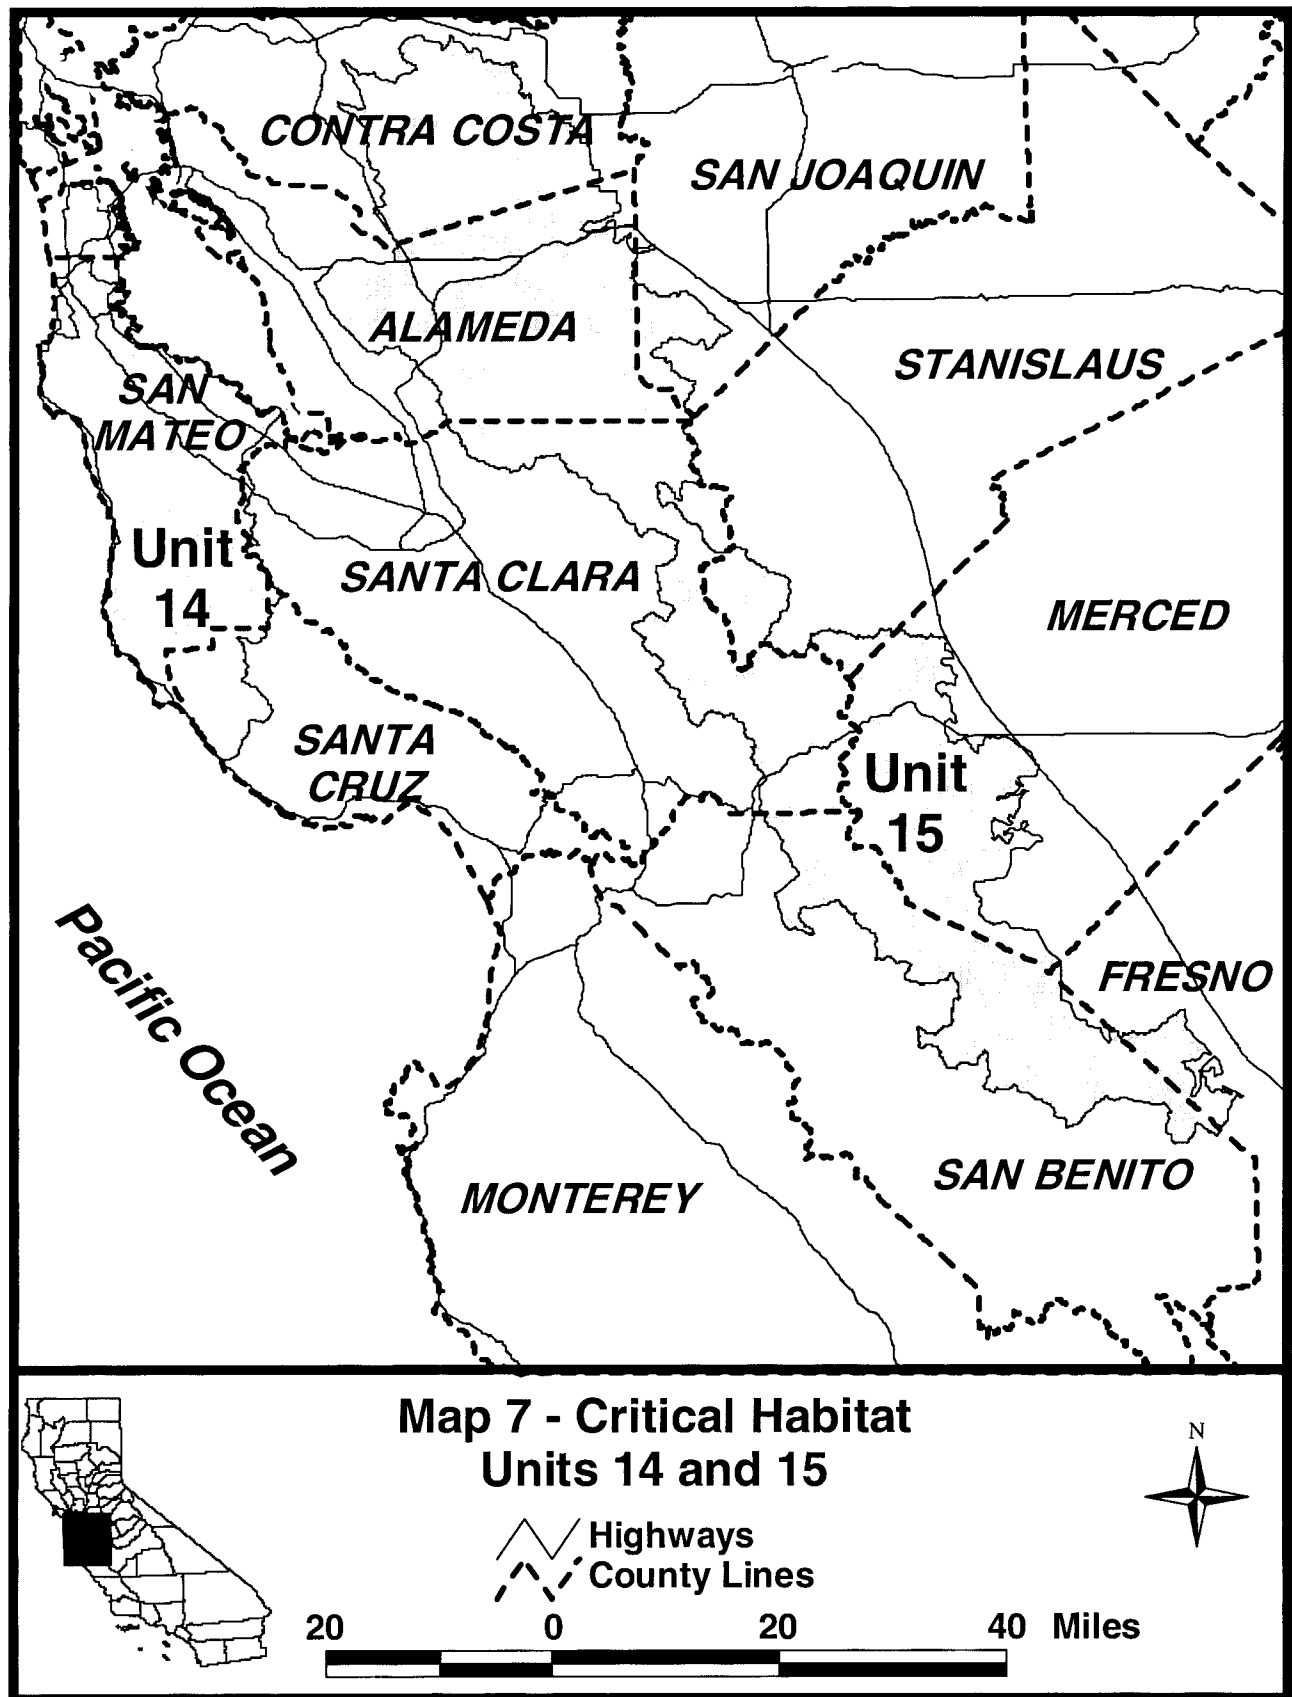 CONTRA COSTA
SAN JOAQUIN
ALAMEDA
STANISLAUS
SAN
MATEO
Unit
14
SANTA CLARA
MERCED
SANTA
CRUZ
Unit
15
Pacific Ocean
FRESNO
SAN BENITO
MONTEREY
Map 7 - Critical Habitat
Units 14 and 15
N
Highways
County Lines
20 0 20 40 Miles